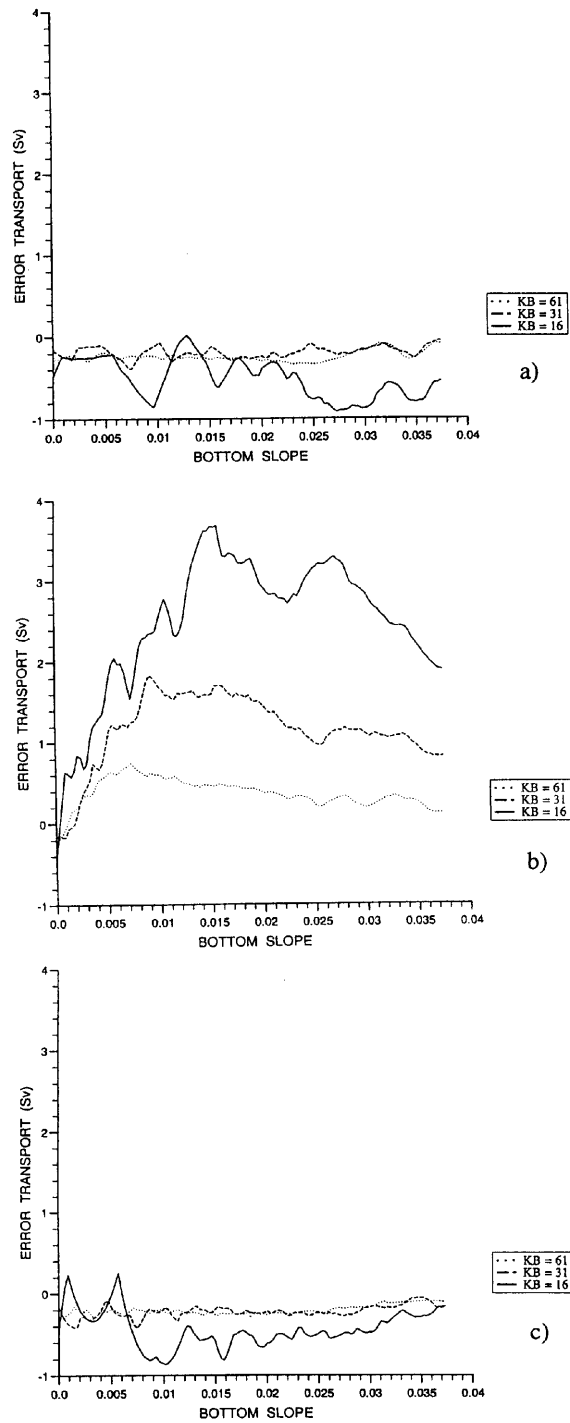 4
3
2
1
0
-1
ERROR TRANSPORT (Sv)
0.0 0.005 0.01 0.015 0.02 0.025 0.03 0.035 0.04
BOTTOM SLOPE
KB = 61
KB = 31
KB = 16
a)
4
3
2
1
0
-1
ERROR TRANSPORT (Sv)
0.0 0.005 0.01 0.015 0.02 0.025 0.03 0.035 0.04
BOTTOM SLOPE
KB = 61
KB = 31
KB = 16
b)
4
3
2
1
0
-1
ERROR TRANSPORT (Sv)
0.0 0.005 0.01 0.015 0.02 0.025 0.03 0.035 0.04
BOTTOM SLOPE
KB = 61
KB = 31
KB = 16
c)